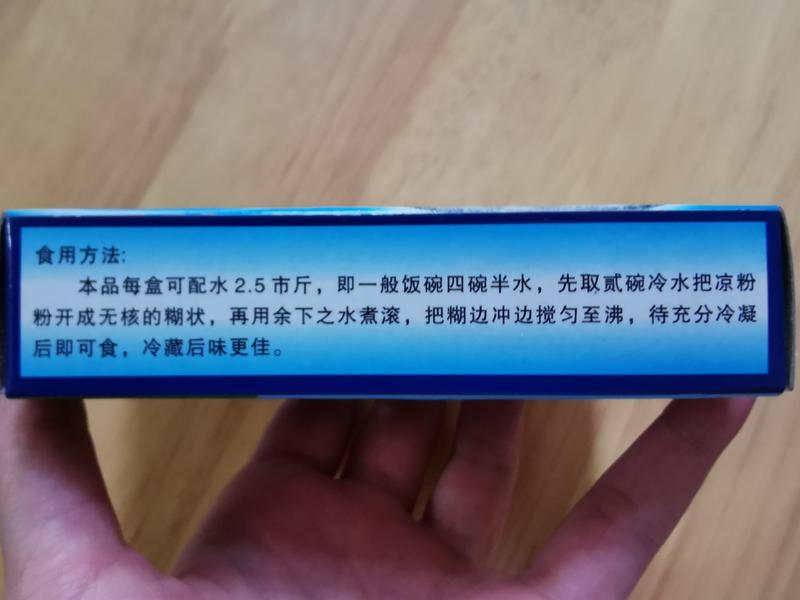 食用方法:
本品每盒可配水2.5市斤，即一般饭碗四碗半水，先取贰碗冷水把凉粉
粉开成无核的糊状，再用余下之水煮滚，把糊边冲边搅匀至沸，待充分冷凝
后即可食，冷藏后味更佳。